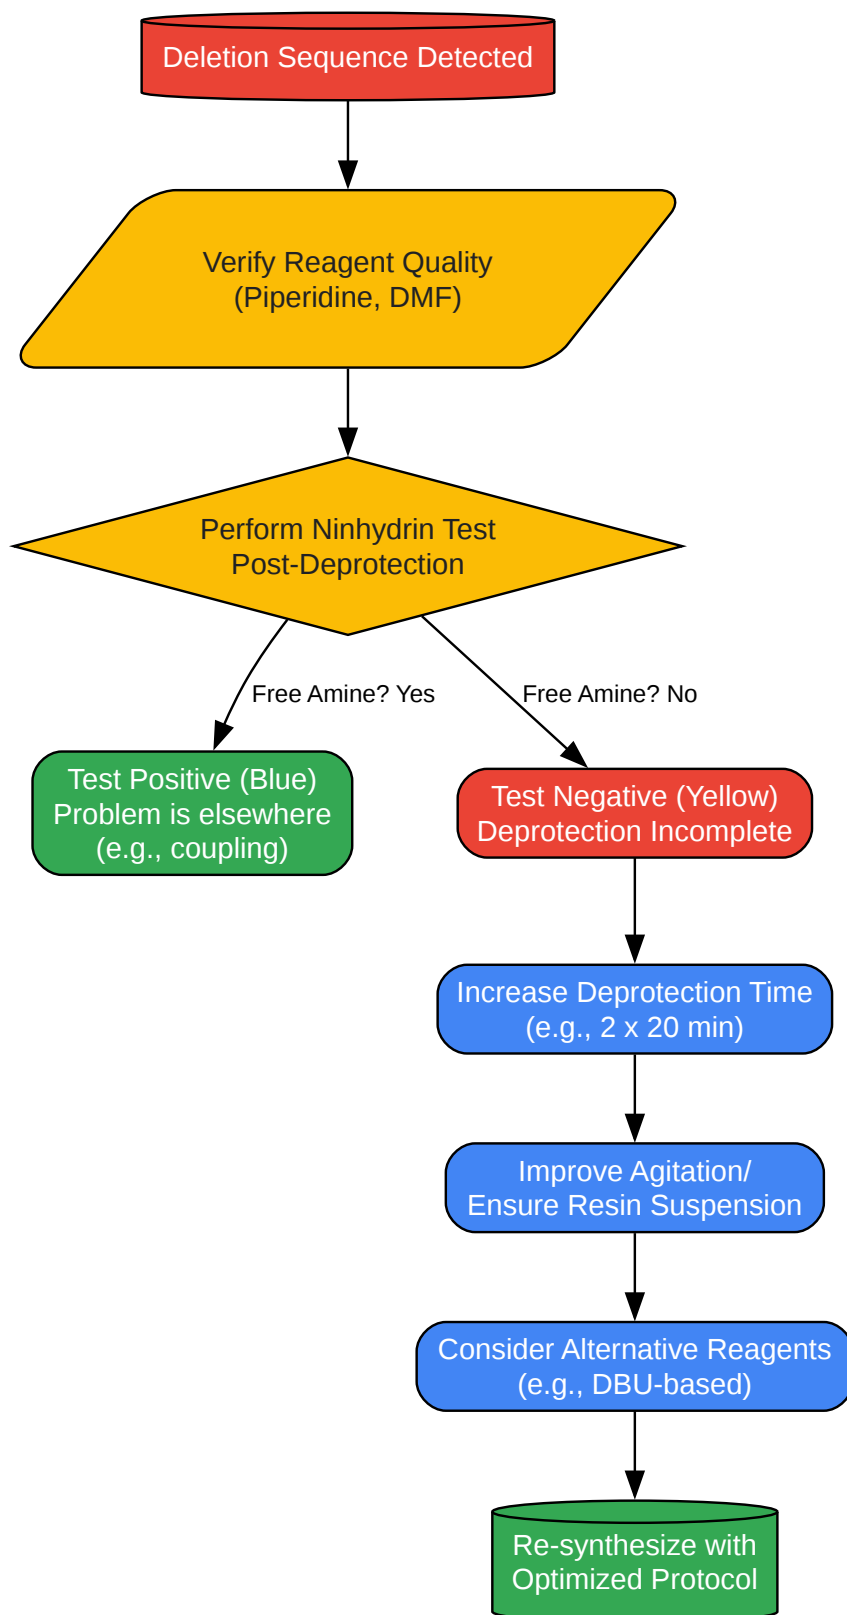 Deletion Sequence Detected
Verify Reagent Quality
(Piperidine, DMF)
Perform Ninhydrin Test
Post-Deprotection
Free Amine? Yes
Free Amine? No
Test Positive (Blue)
Problem is elsewhere
(e.g., coupling)
Test Negative (Yellow)
Deprotection Incomplete
Increase Deprotection Time
(e.g., 2 x 20 min)
Improve Agitation/
Ensure Resin Suspension
Consider Alternative Reagents
(e.g., DBU-based)
Re-synthesize with
Optimized Protocol